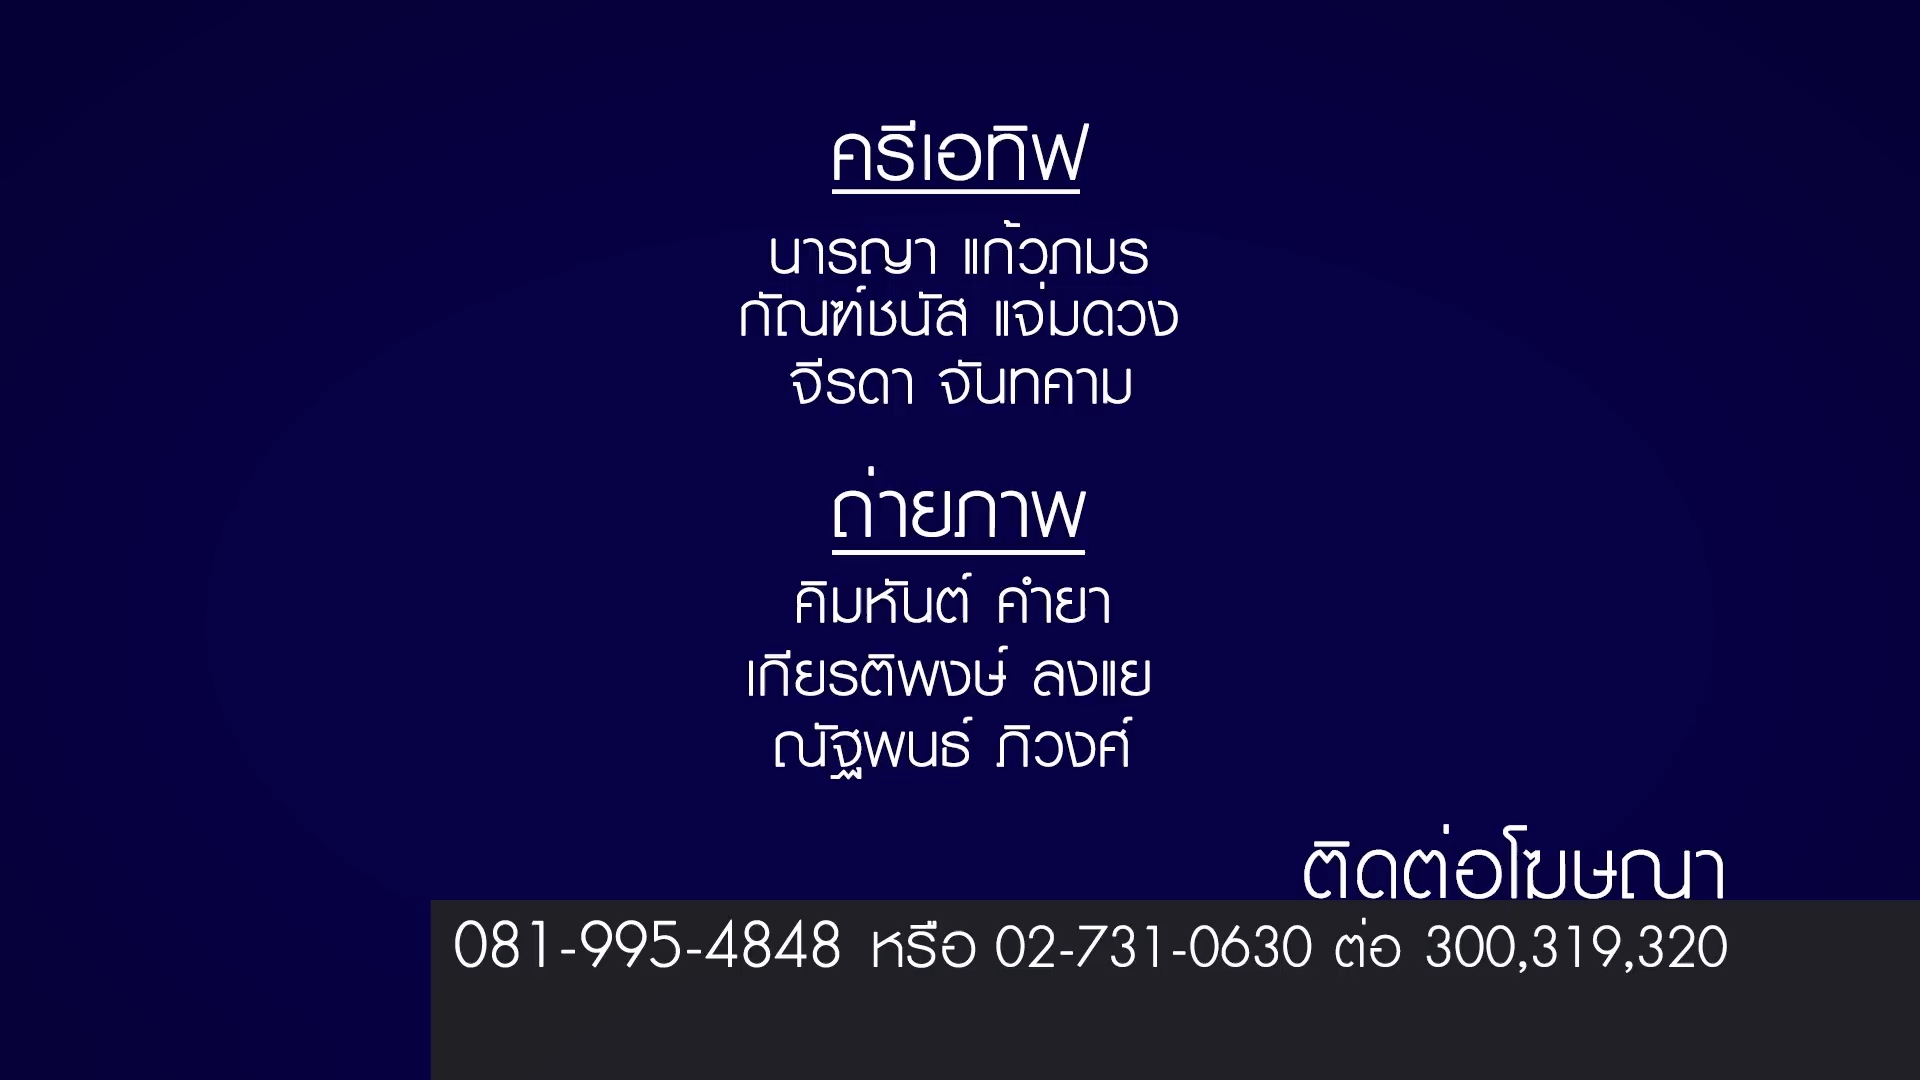 ครีเอทิฟ
นารญา แก้วภมร
กัณฑ์ชนัส แจ่มดวง
จีรดา จันทคาม
ถ่ายภาพ
คิมหันต์ คำยา
เกียรติพงษ์ ลงแย
ณัฐพนธ์ ภิวงศ์
ติดต่อโฆษณา
081-995-4848 หรือ 02-731-0630 ต่อ 300,319,320